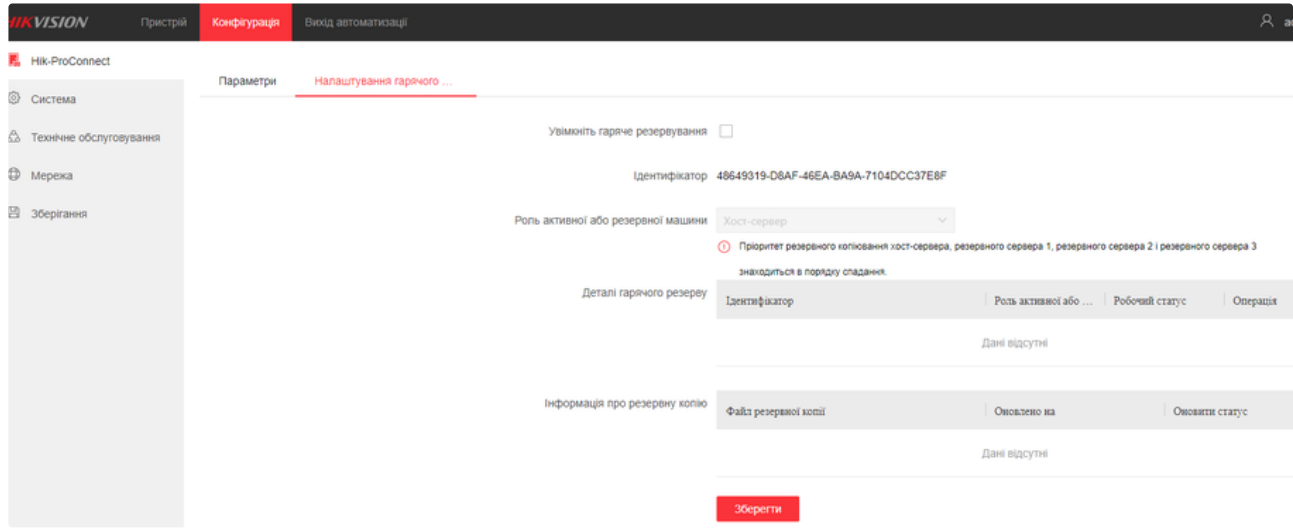 HIKVISION Пристрій Конфігурація Вихід автоматизації
Hik-ProConnect
Система
Технічне обслуговування
Мережа
Зберігання
Параметри Налаштування гарячого ...
Увімкніть гаряче резервування
Ідентифікатор 48649319-D8AF-46EA-BA9A-7104DCC37E8F
Роль активної або резервної машини Хост-сервер
Пріоритет резервного копіювання хост-сервера, резервного сервера 1, резервного сервера 2 і резервного сервера 3
знаходиться в порядку спадання.
Деталі гарячого резерву
Ідентифікатор Роль активної або ... Робочий статус Операція
Дані відсутні
Інформація про резервну копію
Файл резервної копії Оновлено на Оновити статус
Дані відсутні
Зберегти